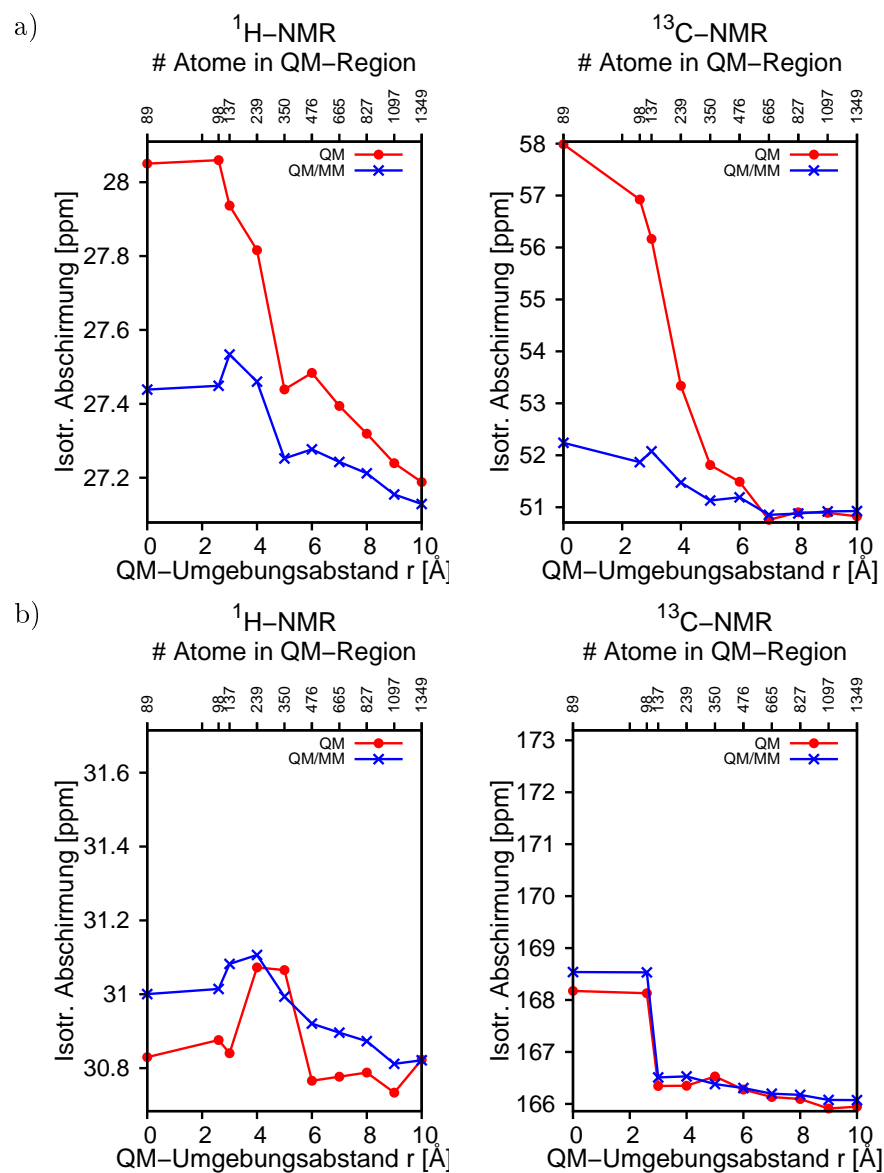 a)
¹H−NMR
# Atome in QM−Region
89 98 137 239 350 476 665 827 1097 1349
QM
QM/MM
28
27.8
27.6
27.4
27.2
Isotr. Abschirmung [ppm]
0 2 4 6 8 10
QM−Umgebungsabstand r [Å]
¹³C−NMR
# Atome in QM−Region
89 98 137 239 350 476 665 827 1097 1349
QM
QM/MM
58
57
56
55
54
53
52
51
Isotr. Abschirmung [ppm]
0 2 4 6 8 10
QM−Umgebungsabstand r [Å]
b)
¹H−NMR
# Atome in QM−Region
89 98 137 239 350 476 665 827 1097 1349
QM
QM/MM
31.6
31.4
31.2
31
30.8
Isotr. Abschirmung [ppm]
0 2 4 6 8 10
QM−Umgebungsabstand r [Å]
¹³C−NMR
# Atome in QM−Region
89 98 137 239 350 476 665 827 1097 1349
QM
QM/MM
173
172
171
170
169
168
167
166
Isotr. Abschirmung [ppm]
0 2 4 6 8 10
QM−Umgebungsabstand r [Å]